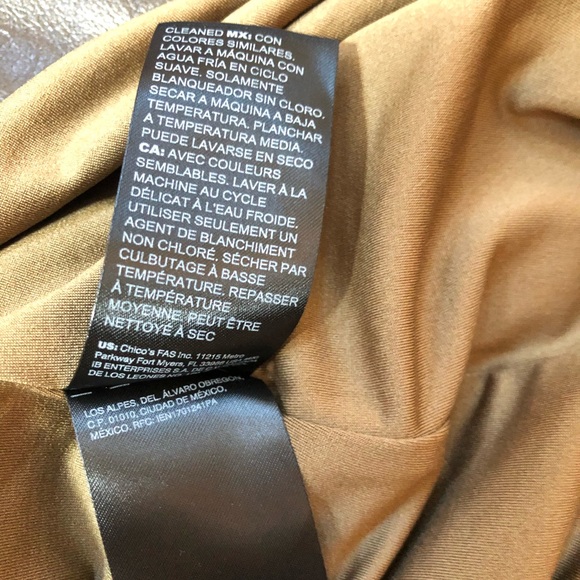 CLEANED MX: CON
COLORES SIMILARES,
LAVAR A MÁQUINA CON
AGUA FRÍA EN CICLO
SUAVE. SOLAMENTE
BLANQUEADOR SIN CLORO.
SECAR A MÁQUINA A BAJA
TEMPERATURA. PLANCHAR
A TEMPERATURA MEDIA.
PUEDE LAVARSE EN SECO
CA: AVEC COULEURS
SEMBLABLES. LAVER À LA
MACHINE AU CYCLE
DÉLICAT À L'EAU FROIDE.
UTILISER SEULEMENT UN
AGENT DE BLANCHIMENT
NON CHLORÉ. SÉCHER PAR
CULBUTAGE À BASSE
TEMPÉRATURE. REPASSER
À TEMPÉRATURE
MOYENNE. PEUT ÊTRE
NETTOYÉ À SEC
US: Chico's FAS Inc. 11215 Metro
Parkway Fort Myers, FL
IB ENTERPRISES S.A. DE
DE LOS LEONES
LOS ALPES, DEL. ÁLVARO OBREGÓN,
C.P. 01010, CIUDAD DE MÉXICO,
MÉXICO. RFC: IEN1701241PA